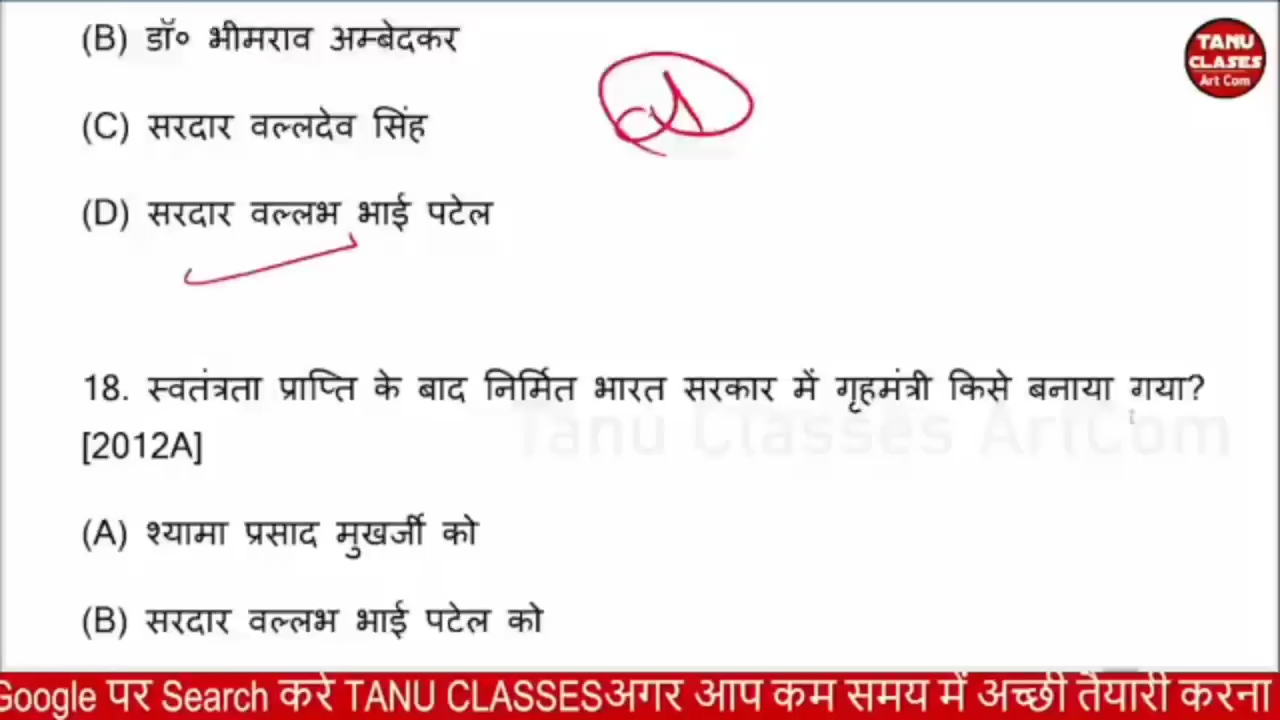 (B) डॉ० भीमराव अम्बेदकर
TANU
CLASES
Art Com
(C) सरदार वल्लदेव सिंह
(D) सरदार वल्लभ भाई पटेल
18. स्वतंत्रता प्राप्ति के बाद निर्मित भारत सरकार में गृहमंत्री किसे बनाया गया?
[2012A]
Tanu Classes ArtCom
(A) श्यामा प्रसाद मुखर्जी को
(B) सरदार वल्लभ भाई पटेल को
Google पर Search करे TANU CLASSESअगर आप कम समय में अच्छी तैयारी करना